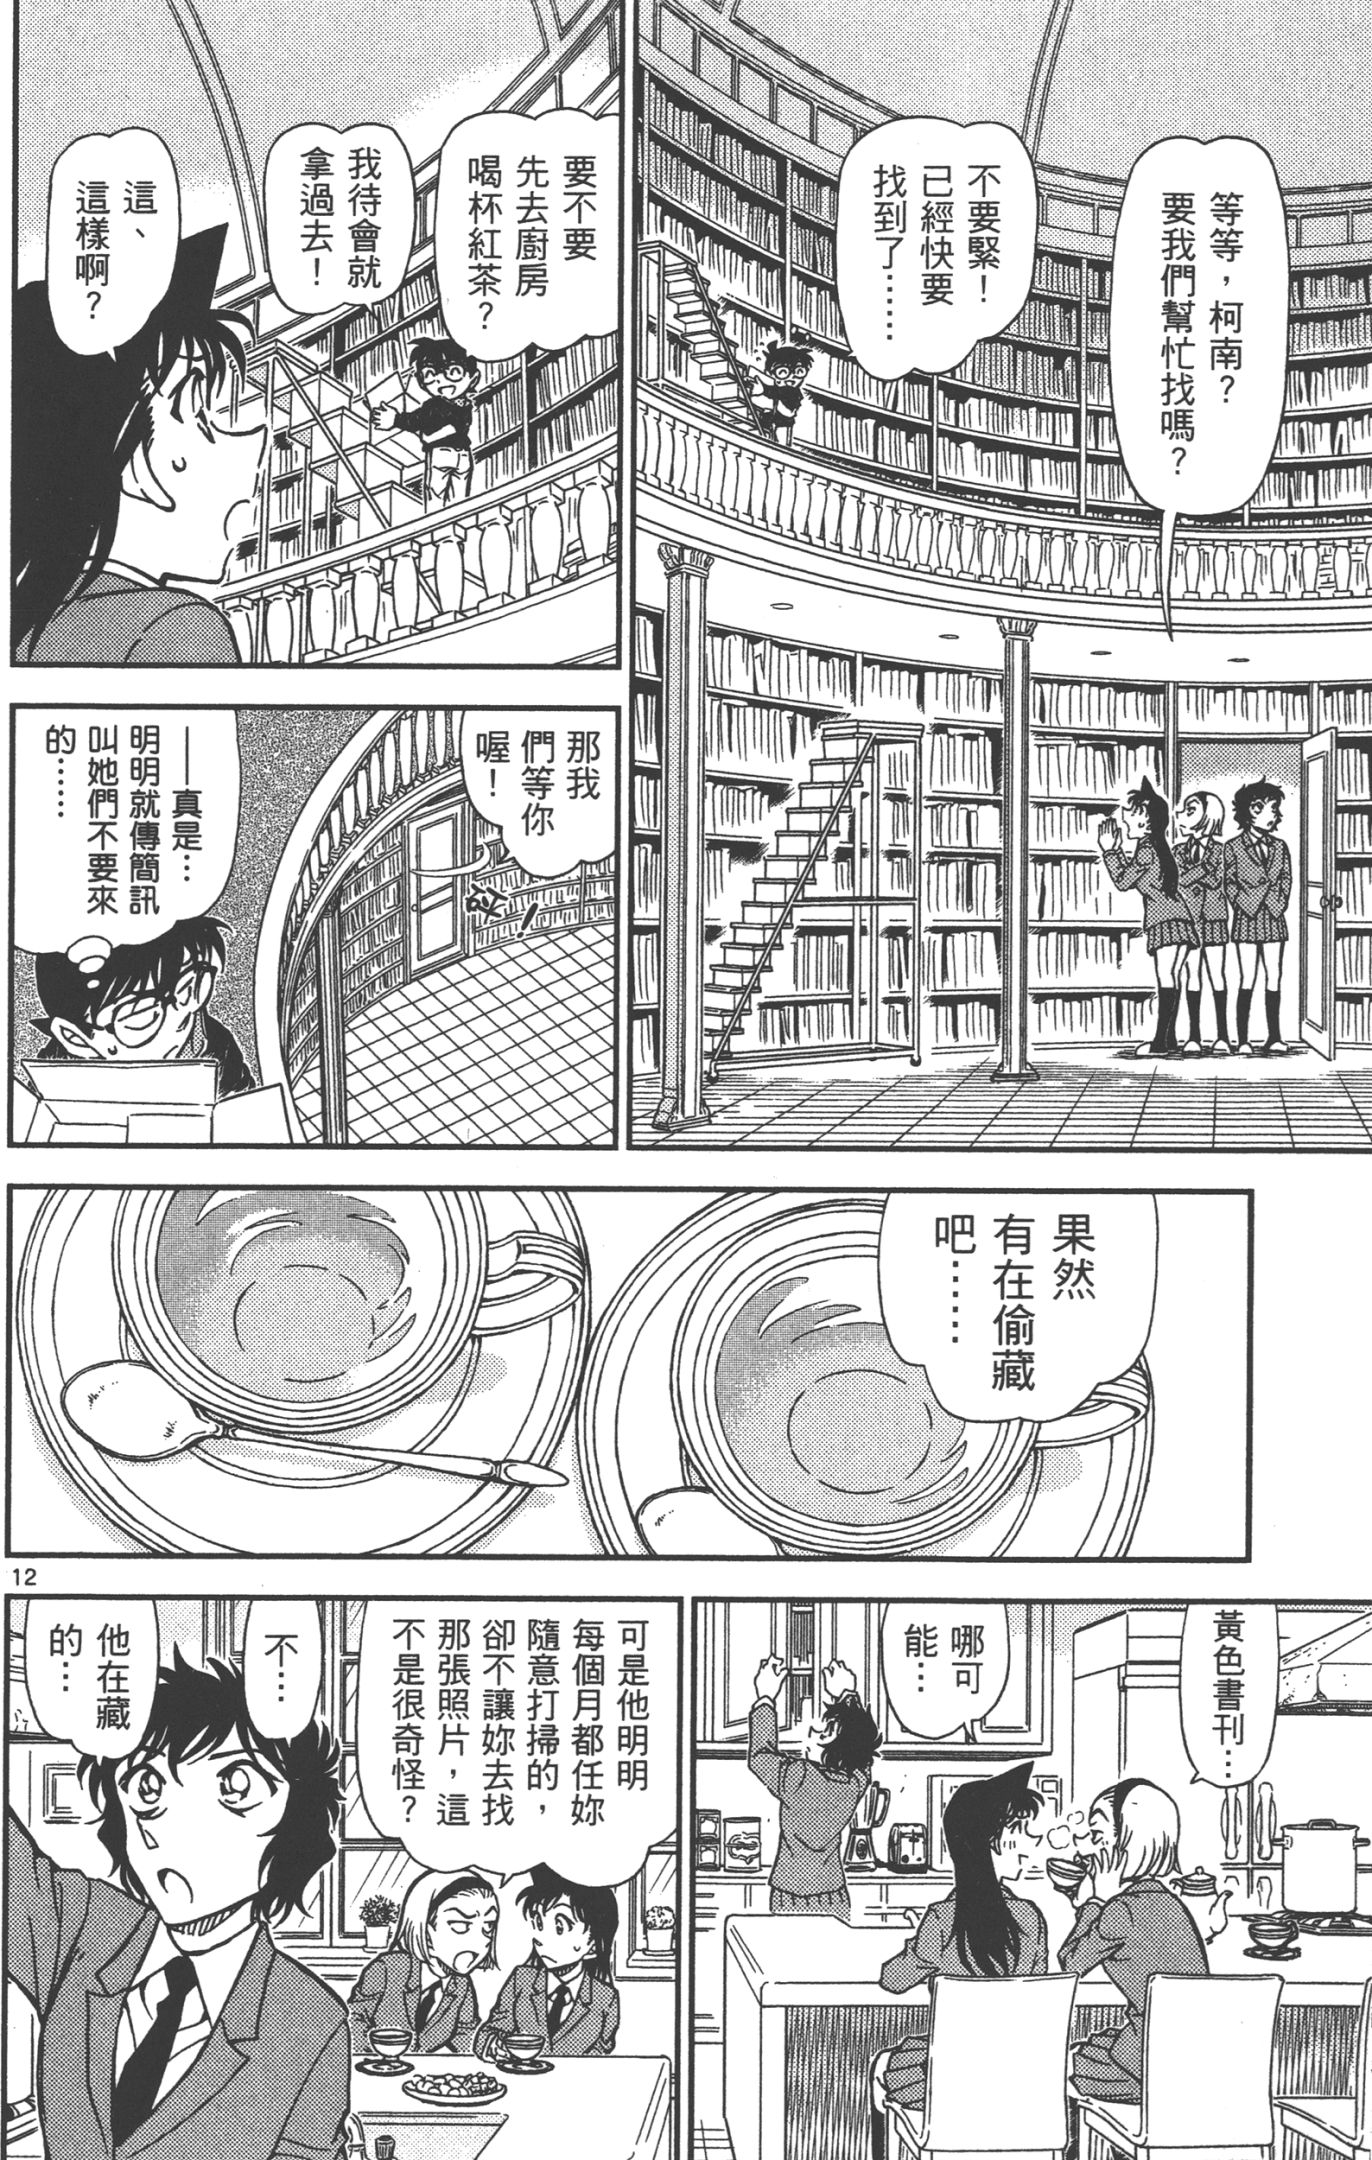 等等，柯南？
要我們幫忙找嗎？
不要緊！
已經快要
找到了……
要不要
先去廚房
喝杯紅茶？
我待會就
拿過去！
這、
這樣啊？
那我
們等你
喔！
——真是…
明明就傳簡訊
叫她們不要來
的……
果然
有在偷藏
吧……
12
黃色書刊…
哪可
能…
可是他明明
每個月都任妳
隨意打掃的，
卻不讓妳去找
那張照片，這
不是很奇怪？
不…
他在藏
的…